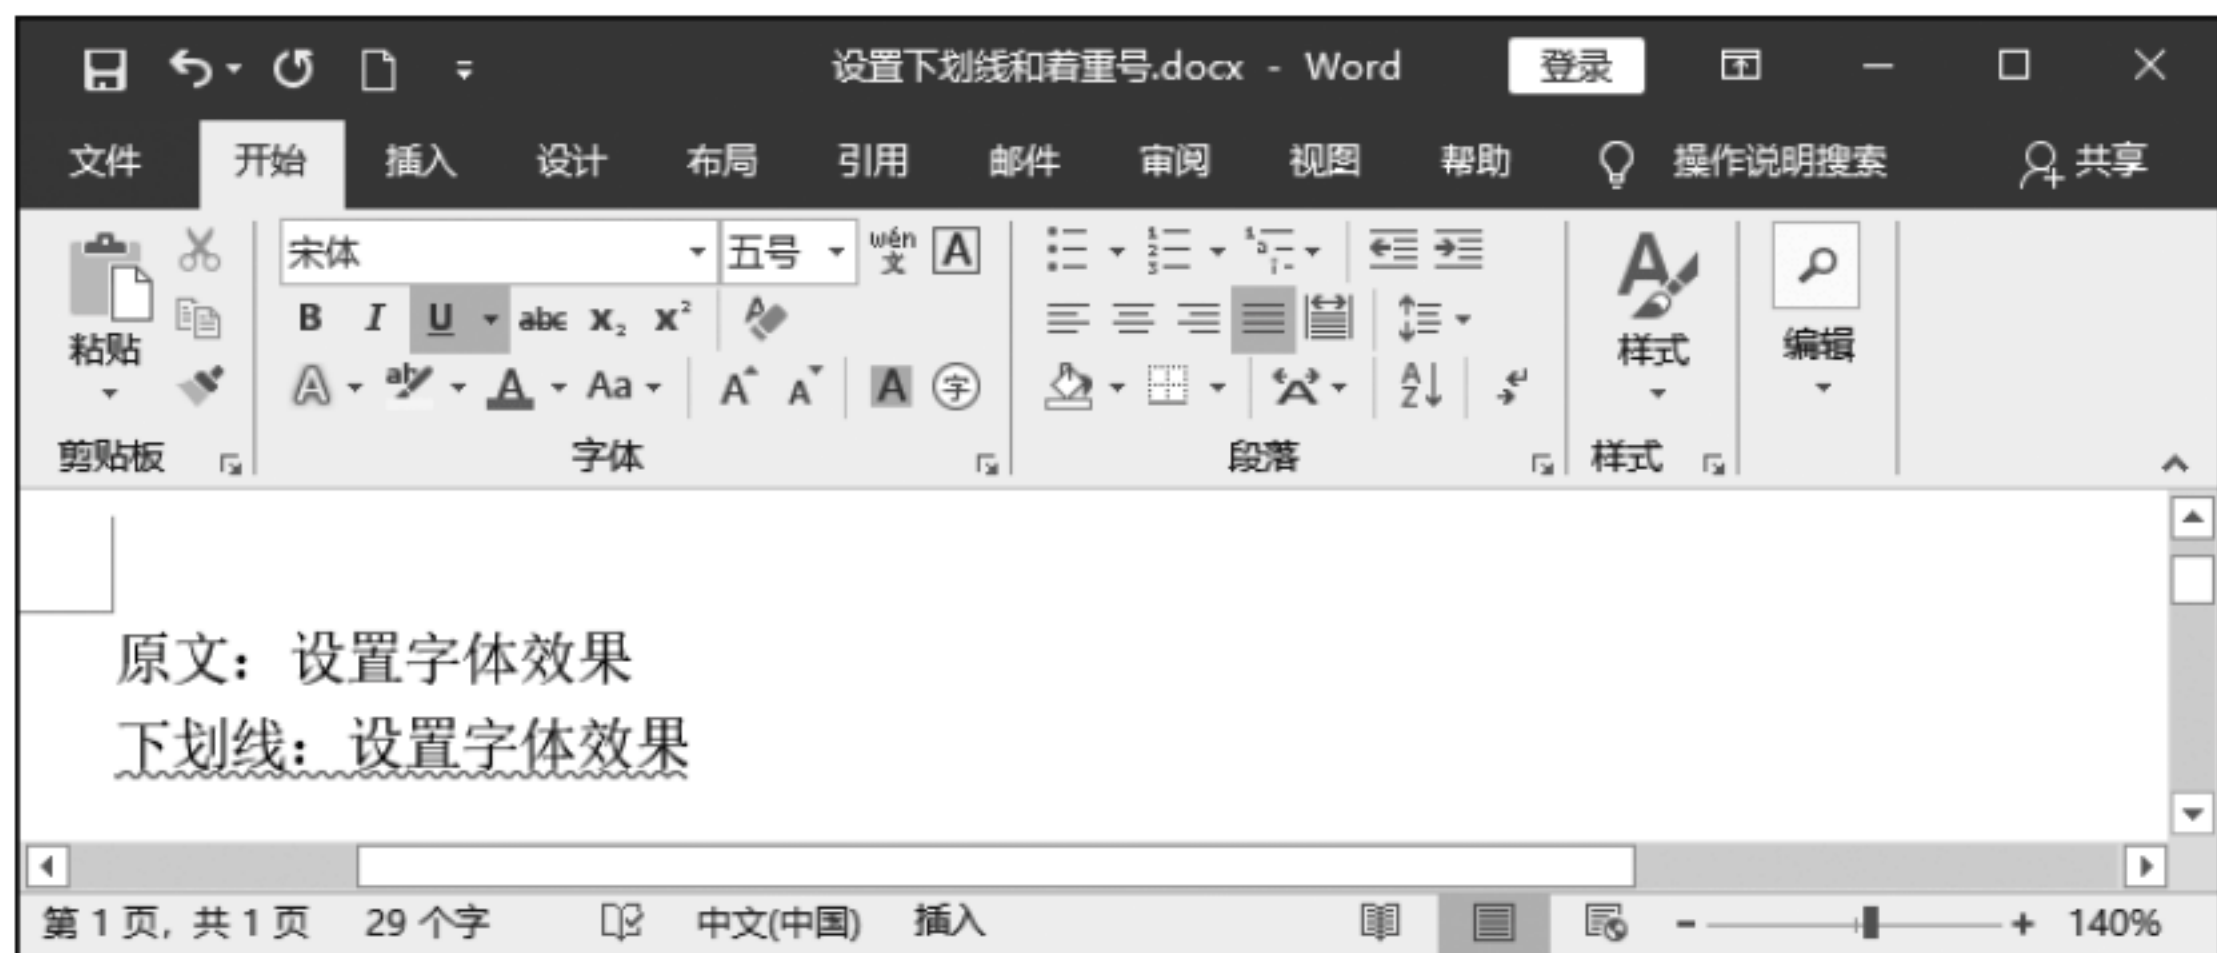 设置下划线和着重号.docx - Word 登录
文件 开始 插入 设计 布局 引用 邮件 审阅 视图 帮助 操作说明搜索 共享
宋体 五号 wén 文 A
B I U abc x₂ x² A
粘贴 样式 编辑
A aby A Aa A A A 字 A AZ
剪贴板 字体 段落 样式
原文：设置字体效果
下划线：设置字体效果
第 1 页，共 1 页 29 个字 中文(中国) 插入 140%